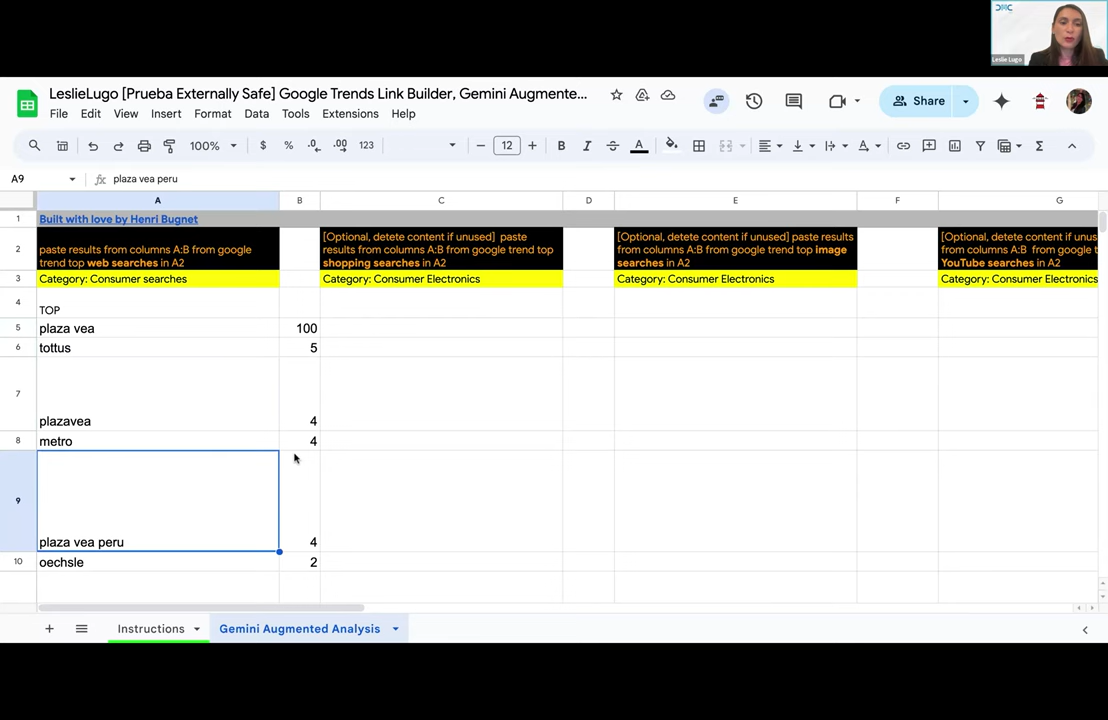 DMC
Leslie Lugo
LeslieLugo [Prueba Externally Safe] Google Trends Link Builder, Gemini Augmente...
Share
File Edit View Insert Format Data Tools Extensions Help
100% $ % .0 .00 123 12 B I A Σ
A9 fx plaza vea peru
A B C D E F G
1 Built with love by Henri Bugnet
2
paste results from columns A:B from google
trend top web searches in A2
[Optional, detete content if unused] paste
results from columns A:B from google trend top
shopping searches in A2
[Optional, detete content if unused] paste results
from columns A:B from google trend top image
searches in A2
[Optional, detete content if unus
from columns A:B from google t
YouTube searches in A2
3 Category: Consumer searches Category: Consumer Electronics Category: Consumer Electronics Category: Consumer Electronics
4 TOP
5 plaza vea 100
6 tottus 5
7 plazavea 4
8 metro 4
9 plaza vea peru 4
10 oechsle 2
Instructions Gemini Augmented Analysis